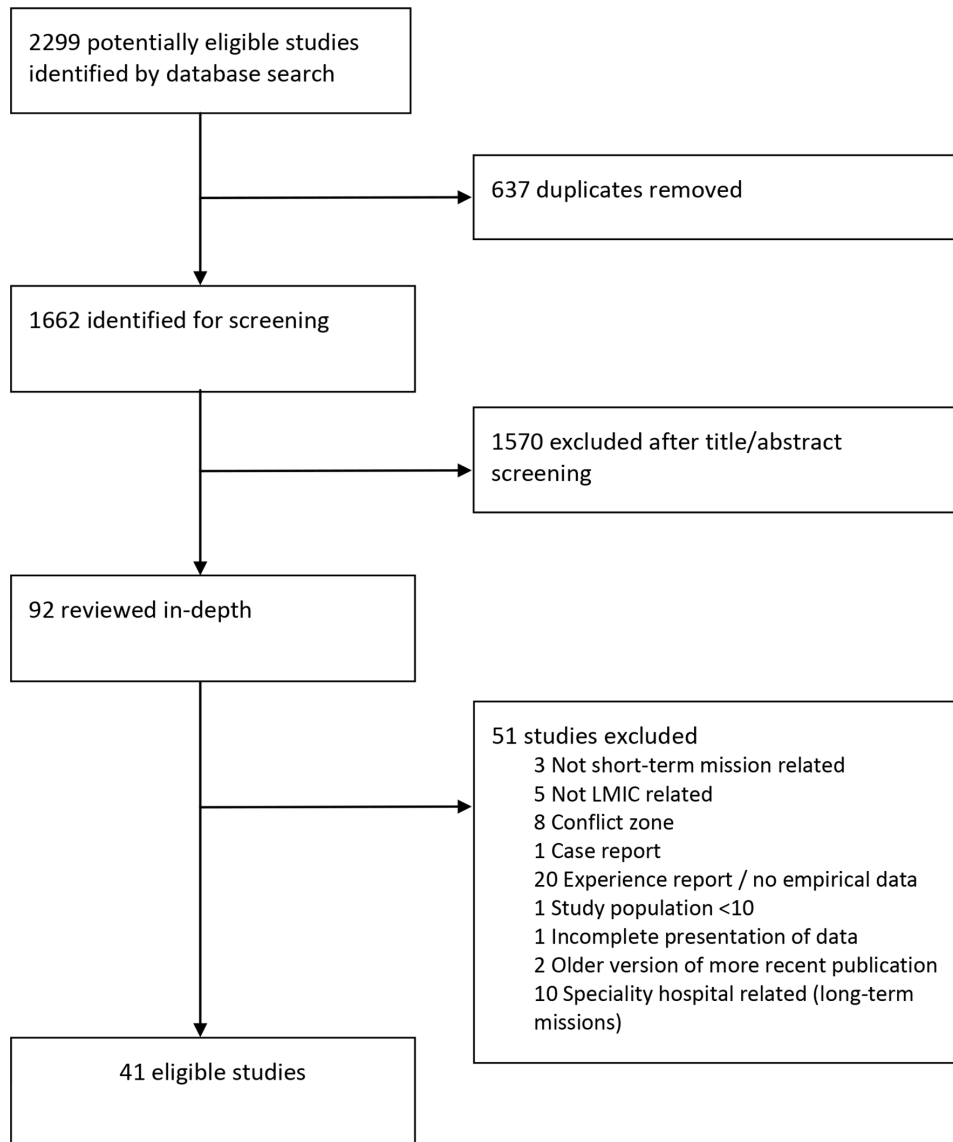 2299 potentially eligible studies
identified by database search
637 duplicates removed
1662 identified for screening
1570 excluded after title/abstract
screening
92 reviewed in-depth
51 studies excluded
3 Not short-term mission related
5 Not LMIC related
8 Conflict zone
1 Case report
20 Experience report / no empirical data
1 Study population <10
1 Incomplete presentation of data
2 Older version of more recent publication
10 Speciality hospital related (long-term
missions)
41 eligible studies